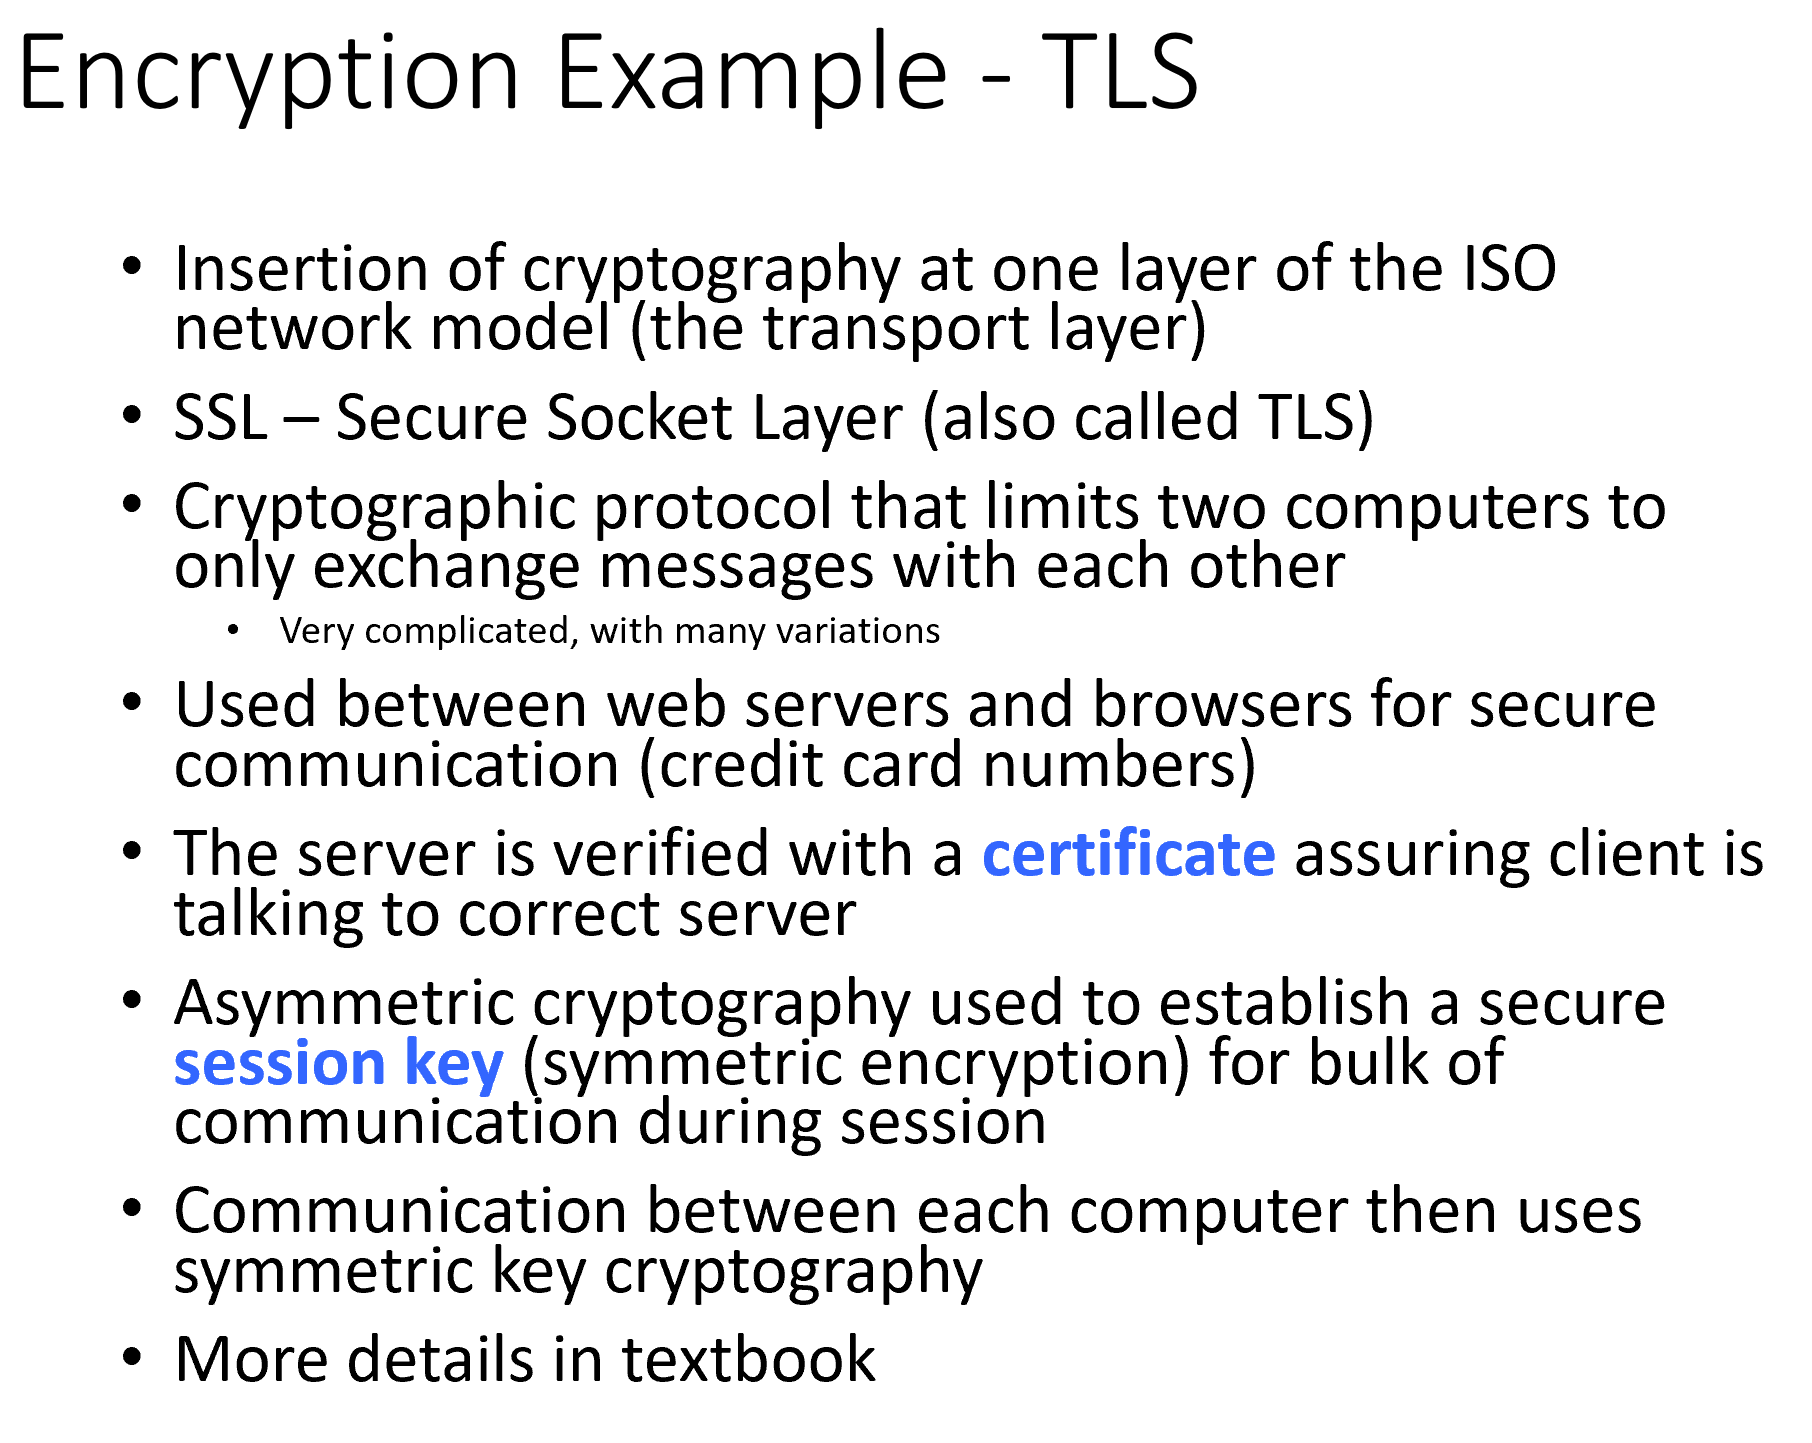 Encryption Example - TLS
• Insertion of cryptography at one layer of the ISO
network model (the transport layer)
• SSL – Secure Socket Layer (also called TLS)
• Cryptographic protocol that limits two computers to
only exchange messages with each other
• Very complicated, with many variations
• Used between web servers and browsers for secure
communication (credit card numbers)
• The server is verified with a certificate assuring client is
talking to correct server
• Asymmetric cryptography used to establish a secure
session key (symmetric encryption) for bulk of
communication during session
• Communication between each computer then uses
symmetric key cryptography
• More details in textbook